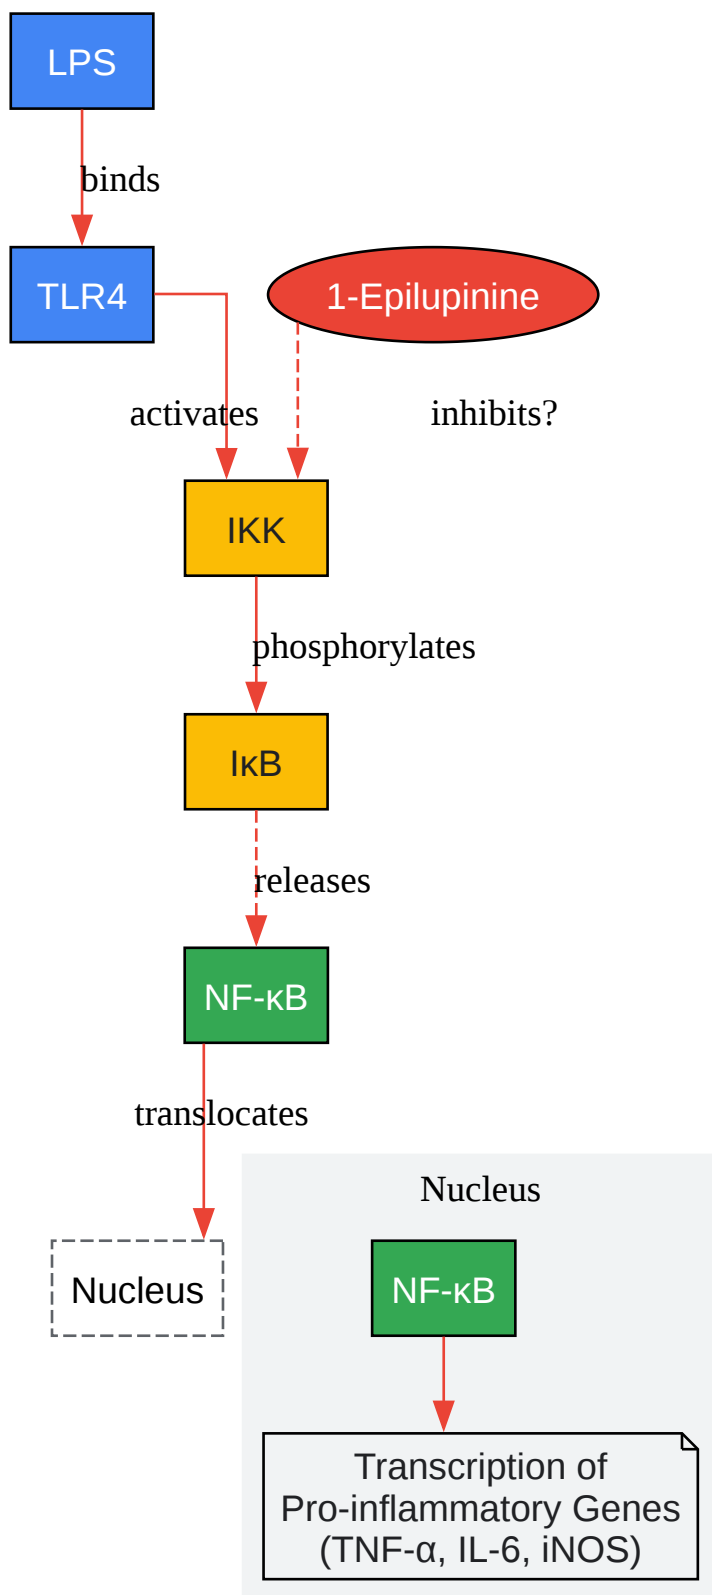 LPS
binds
TLR4
1-Epilupinine
activates
inhibits?
IKK
phosphorylates
IκB
releases
NF-κB
translocates
Nucleus
Nucleus
NF-κB
Transcription of
Pro-inflammatory Genes
(TNF-α, IL-6, iNOS)